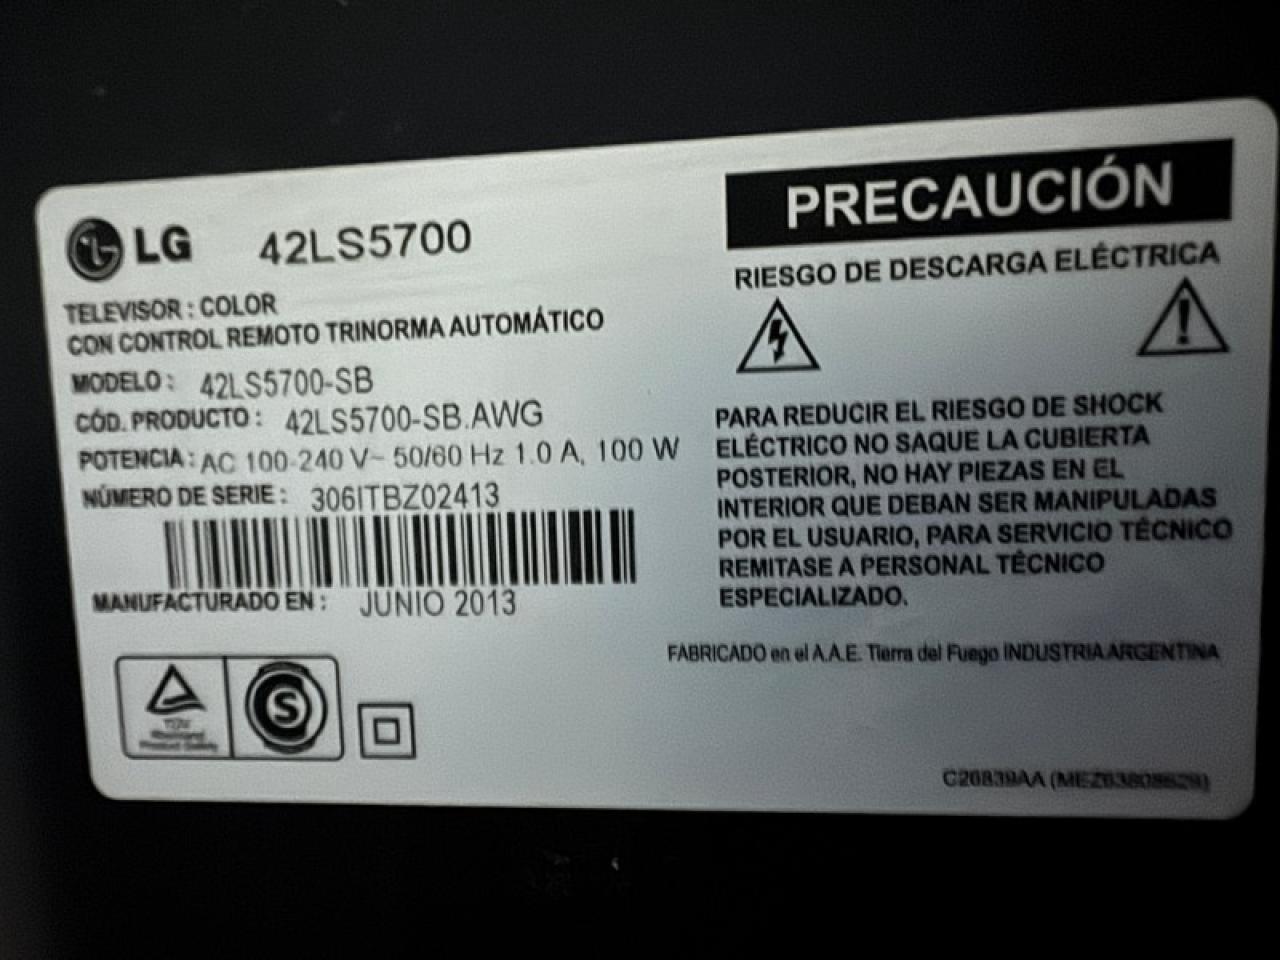 LG 42LS5700
TELEVISOR : COLOR
CON CONTROL REMOTO TRINORMA AUTOMÁTICO
MODELO : 42LS5700-SB
CÓD. PRODUCTO : 42LS5700-SB.AWG
POTENCIA : AC 100-240 V~ 50/60 Hz 1.0 A, 100 W
NÚMERO DE SERIE : 306ITBZ02413
MANUFACTURADO EN : JUNIO 2013
TÜV
Rheinland
Product Safety
S
PRECAUCIÓN
RIESGO DE DESCARGA ELÉCTRICA
PARA REDUCIR EL RIESGO DE SHOCK
ELÉCTRICO NO SAQUE LA CUBIERTA
POSTERIOR, NO HAY PIEZAS EN EL
INTERIOR QUE DEBAN SER MANIPULADAS
POR EL USUARIO, PARA SERVICIO TÉCNICO
REMITASE A PERSONAL TÉCNICO
ESPECIALIZADO.
FABRICADO en el A.A.E. Tierra del Fuego INDUSTRIA ARGENTINA
C26839AA